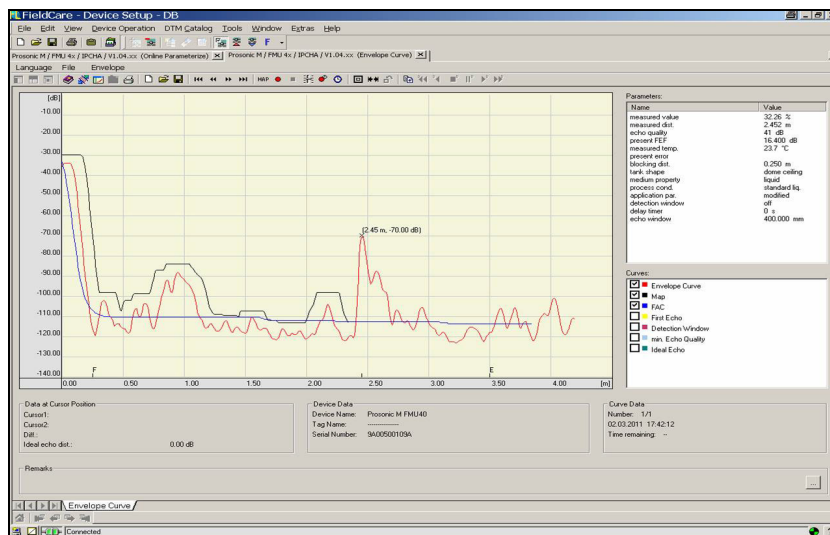 FieldCare - Device Setup - DB
File Edit View Device Operation DTM Catalog Tools Window Extras Help
Prosonic M / FMU 4x / IPCHA / V1.04.xx (Online Parameterize) Prosonic M / FMU 4x / IPCHA / V1.04.xx (Envelope Curve)
Language File Envelope
MAP
[dB]
-10.00
-20.00
-30.00
-40.00
-50.00
-60.00
-70.00
-80.00
-90.00
-100.00
-110.00
-120.00
-130.00
-140.00
(2.45 m, -70.00 dB)
F
E
0.00 0.50 1.00 1.50 2.00 2.50 3.00 3.50 4.00 [m]
Parameters:
Name Value
measured value 32.26 %
measured dist. 2.452 m
echo quality 41 dB
present FEF 16.400 dB
measured temp. 23.7 °C
present error
blocking dist. 0.250 m
tank shape dome ceiling
medium property liquid
process cond. standard liq.
application par. modified
detection window off
delay timer 0 s
echo window 400.000 mm
Curves:
Envelope Curve
Map
FAC
First Echo
Detection Window
min. Echo Quality
Ideal Echo
Data at Cursor Position
Cursor1:
Cursor2:
Diff.:
Ideal echo dist.: 0.00 dB
Device Data
Device Name: Prosonic M FMU40
Tag Name: --------------
Serial Number: 9A00500109A
Curve Data
Number: 1/1
02.03.2011 17:42:12
Time remaining: --
Remarks
...
Envelope Curve
Connected